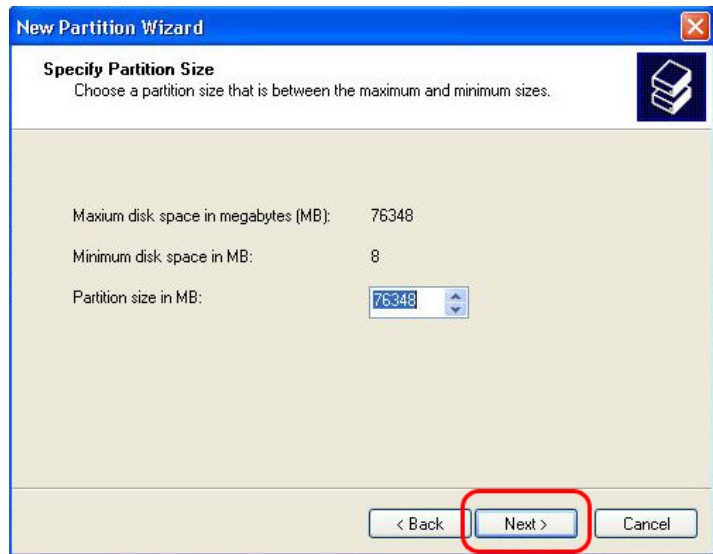 New Partition Wizard
Specify Partition Size
Choose a partition size that is between the maximum and minimum sizes.
Maxium disk space in megabytes (MB): 76348
Minimum disk space in MB: 8
Partition size in MB: 76348
< Back Next > Cancel